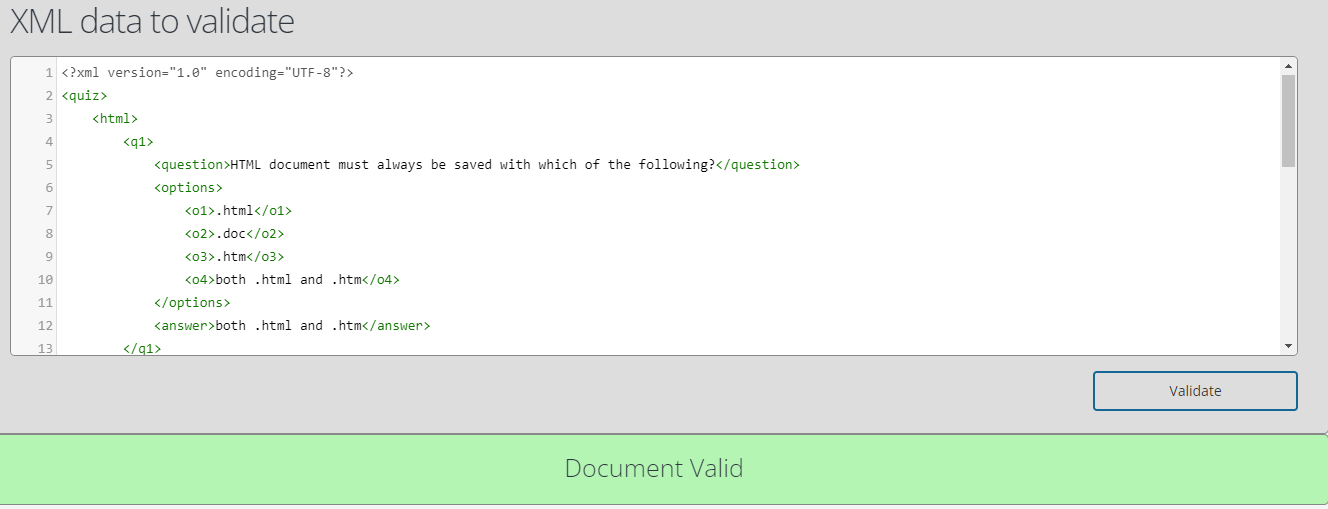 XML data to validate
1 <?xml version="1.0" encoding="UTF-8"?>
2 <quiz>
3     <html>
4         <q1>
5             <question>HTML document must always be saved with which of the following?</question>
6             <options>
7                 <o1>.html</o1>
8                 <o2>.doc</o2>
9                 <o3>.htm</o3>
10                 <o4>both .html and .htm</o4>
11             </options>
12             <answer>both .html and .htm</answer>
13         </q1>
Validate
Document Valid